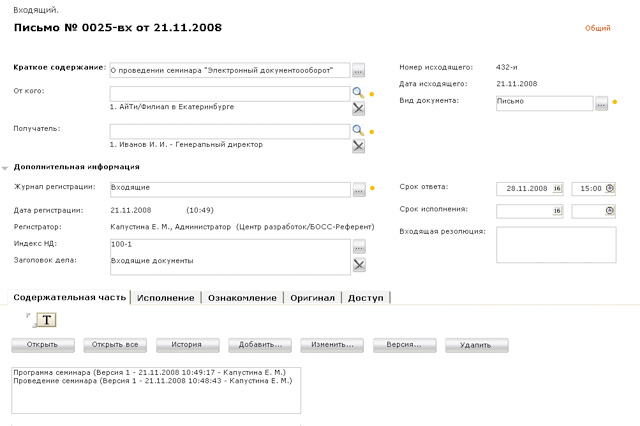 Входящий.
Письмо № 0025-вх от 21.11.2008
Общий
Краткое содержание:
О проведении семинара "Электронный документоооборот"
...
Номер исходящего:
432-и
Дата исходящего:
21.11.2008
От кого:
1. АйТи/Филиал в Екатеринбурге
Вид документа:
Письмо
...
Получатель:
1. Иванов И. И. - Генеральный директор
Дополнительная информация
Журнал регистрации:
Входящие
...
Срок ответа:
28.11.2008
16
15:00
Дата регистрации:
21.11.2008
(10:49)
Срок исполнения:
16
Регистратор:
Капустина Е. М., Администратор (Центр разработок/БОСС-Референт)
Входящая резолюция:
Индекс НД:
100-1
...
Заголовок дела:
Входящие документы
Содержательная часть
Исполнение
Ознакомление
Оригинал
Доступ
T
Открыть
Открыть все
История
Добавить...
Изменить...
Версия...
Удалить
Программа семинара (Версия 1 - 21.11.2008 10:49:17 - Капустина Е. М.)
Проведение семинара (Версия 1 - 21.11.2008 10:48:43 - Капустина Е. М.)